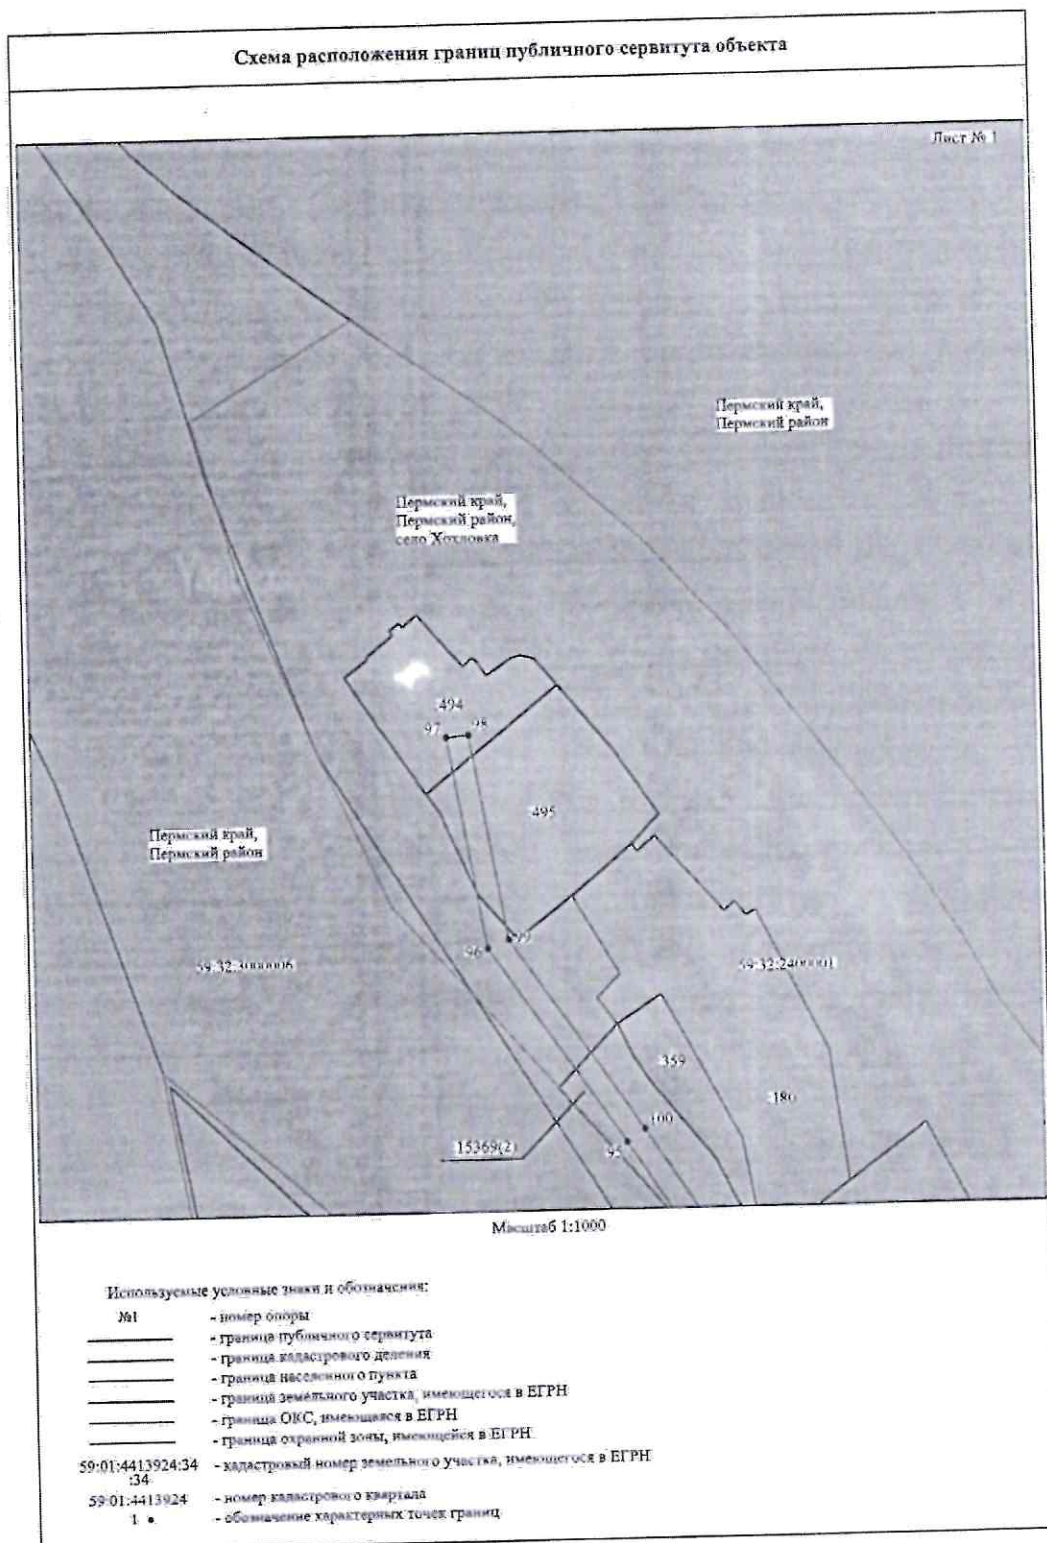 Схема расположения границ публичного сервитута объекта
Лист № 1
Пермский край,
Пермский район
Пермский край,
Пермский район,
село Хохловка
:494
97
98
:495
Пермский край,
Пермский район
96
99
:359
:180
100
15369(2)
95
Масштаб 1:1000
Используемые условные знаки и обозначения:
№1 - номер опоры
- граница публичного сервитута
- граница кадастрового деления
- граница населенного пункта
- граница земельного участка, имеющегося в ЕГРН
- граница ОКС, имеющаяся в ЕГРН
- граница охранной зоны, имеющейся в ЕГРН
59:01:4413924:34 - кадастровый номер земельного участка, имеющегося в ЕГРН
:34
59:01:4413924 - номер кадастрового квартала
1 - обозначение характерных точек границ